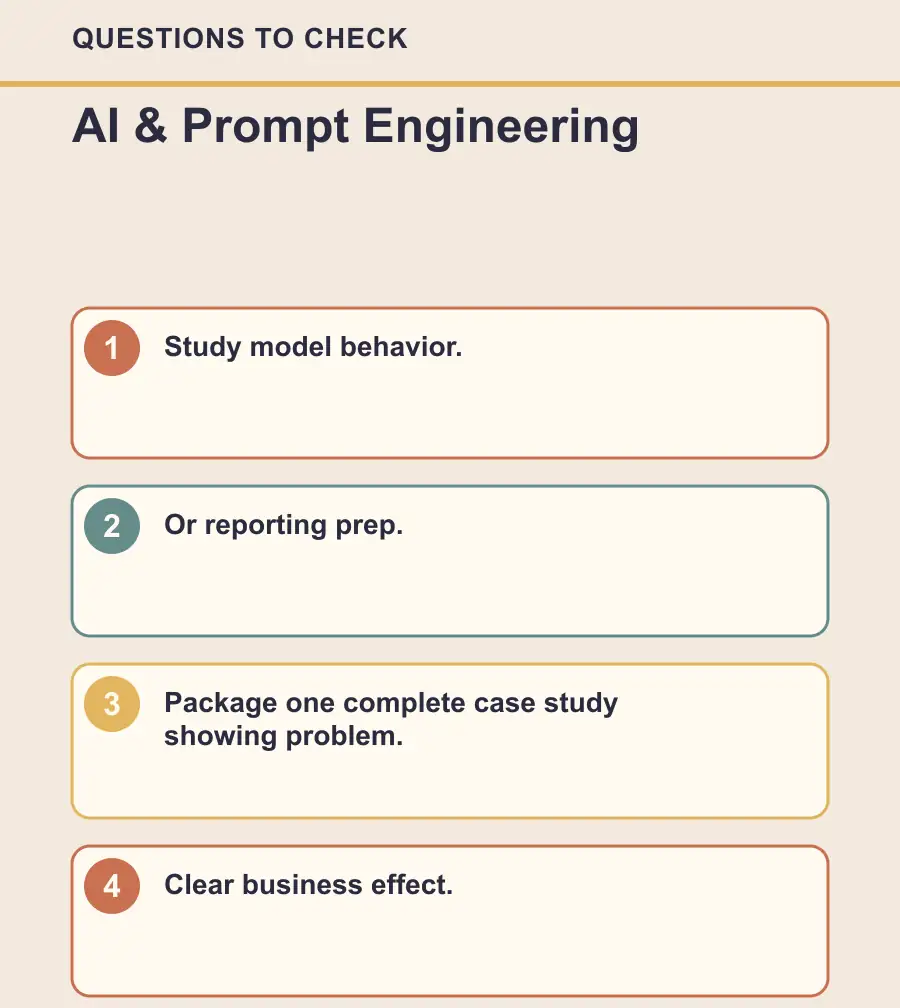 QUESTIONS TO CHECK
AI & Prompt Engineering
1 Study model behavior.
2 Or reporting prep.
3 Package one complete case study
showing problem.
4 Clear business effect.